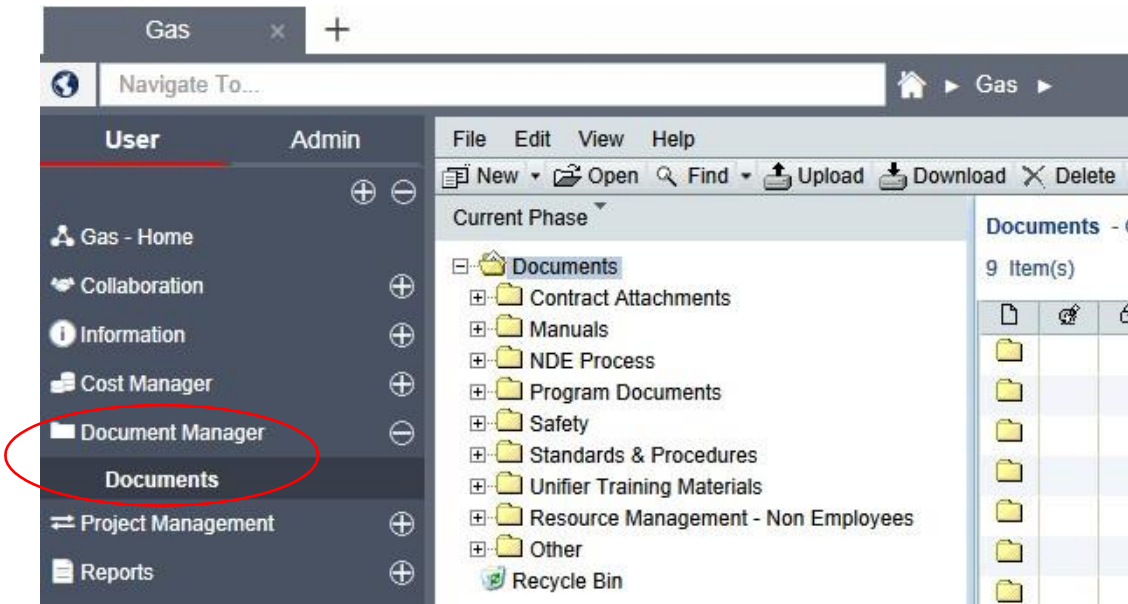 Gas
Navigate To...
Gas
User Admin
Gas - Home
Collaboration
Information
Cost Manager
Document Manager
Documents
Project Management
Reports
File Edit View Help
New Open Find Upload Download Delete
Current Phase
Documents
Contract Attachments
Manuals
NDE Process
Program Documents
Safety
Standards & Procedures
Unifier Training Materials
Resource Management - Non Employees
Other
Recycle Bin
Documents -
9 Item(s)